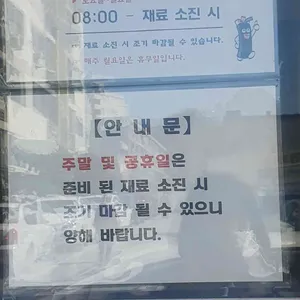 08:00 - 재료 소진 시
재료 소진 시 조기 마감될 수 있습니다.
매주 월요일은 휴무일입니다.
【안 내 문】
주말 및 공휴일은
준비 된 재료 소진 시
조기 마감 될 수 있으니
양해 바랍니다.